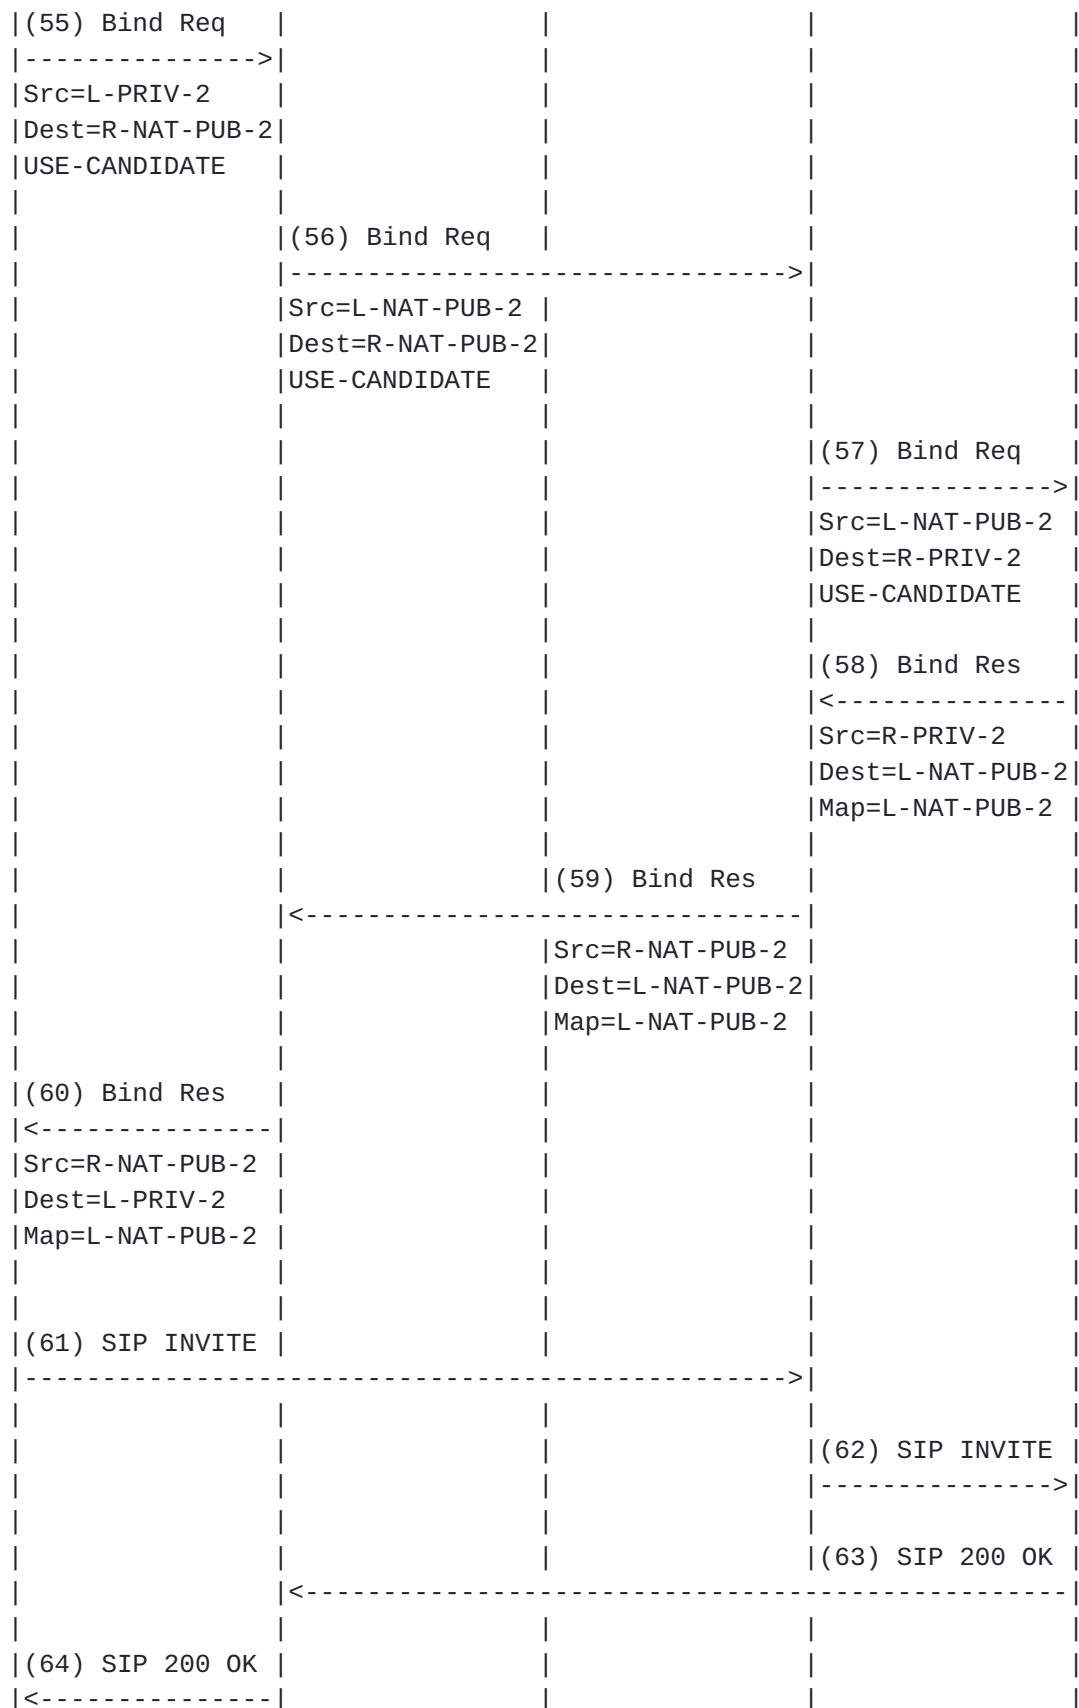 |(55) Bind Req   |                |                |                |
|--------------->|                |                |                |
|Src=L-PRIV-2    |                |                |                |
|Dest=R-NAT-PUB-2|                |                |                |
|USE-CANDIDATE   |                |                |                |
|                |                |                |                |
|                |(56) Bind Req   |                |                |
|                |------------------------------->|                |
|                |Src=L-NAT-PUB-2 |                |                |
|                |Dest=R-NAT-PUB-2|                |                |
|                |USE-CANDIDATE   |                |                |
|                |                |                |                |
|                |                |                |(57) Bind Req   |
|                |                |                |--------------->|
|                |                |                |Src=L-NAT-PUB-2 |
|                |                |                |Dest=R-PRIV-2   |
|                |                |                |USE-CANDIDATE   |
|                |                |                |                |
|                |                |                |(58) Bind Res   |
|                |                |                |<---------------|
|                |                |                |Src=R-PRIV-2    |
|                |                |                |Dest=L-NAT-PUB-2|
|                |                |                |Map=L-NAT-PUB-2 |
|                |                |                |                |
|                |                |(59) Bind Res   |                |
|                |<-------------------------------|                |
|                |                |Src=R-NAT-PUB-2 |                |
|                |                |Dest=L-NAT-PUB-2|                |
|                |                |Map=L-NAT-PUB-2 |                |
|                |                |                |                |
|(60) Bind Res   |                |                |                |
|<---------------|                |                |                |
|Src=R-NAT-PUB-2 |                |                |                |
|Dest=L-PRIV-2   |                |                |                |
|Map=L-NAT-PUB-2 |                |                |                |
|                |                |                |                |
|                |                |                |                |
|(61) SIP INVITE |                |                |                |
|------------------------------------------------>|                |
|                |                |                |                |
|                |                |                |(62) SIP INVITE |
|                |                |                |--------------->|
|                |                |                |                |
|                |                |                |(63) SIP 200 OK |
|                |<------------------------------------------------|
|                |                |                |                |
|(64) SIP 200 OK |                |                |                |
|<---------------|                |                |                |